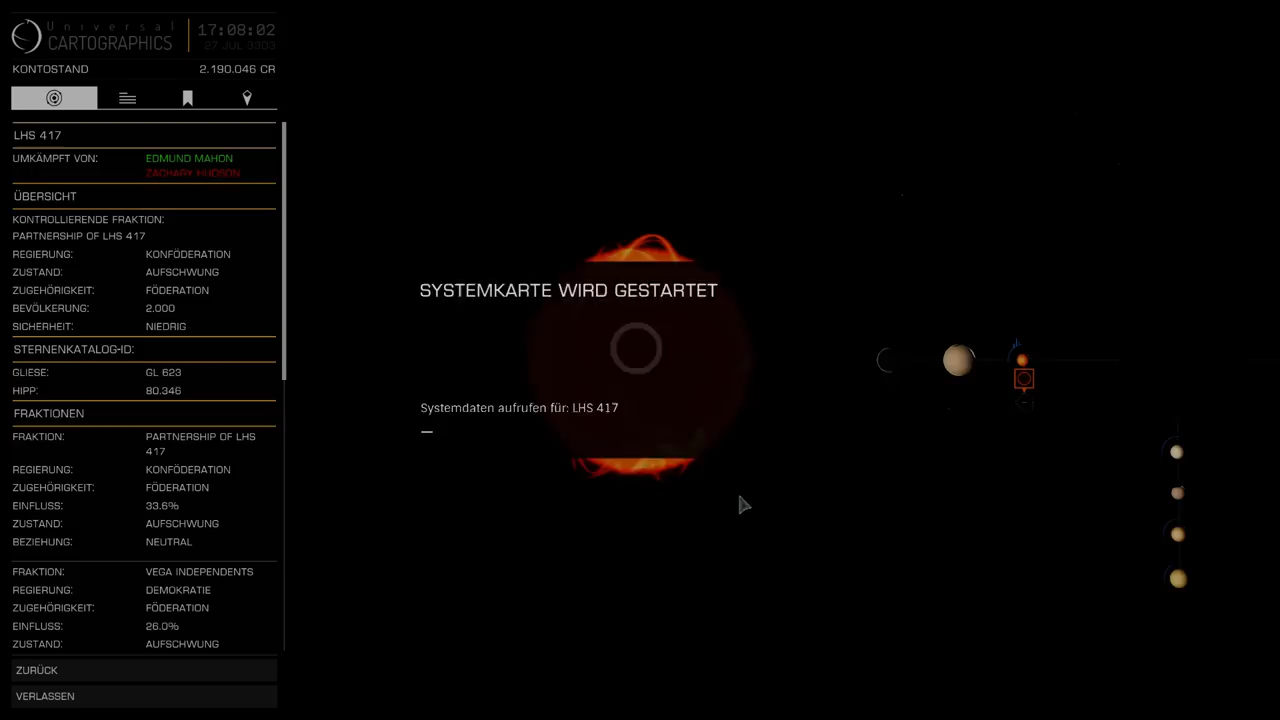 Universal
CARTOGRAPHICS
17:08:02
27 JUL 3303
KONTOSTAND 2.190.046 CR
LHS 417
UMKÄMPFT VON: EDMUND MAHON
ZACHARY HUDSON
ÜBERSICHT
KONTROLLIERENDE FRAKTION:
PARTNERSHIP OF LHS 417
REGIERUNG: KONFÖDERATION
ZUSTAND: AUFSCHWUNG
ZUGEHÖRIGKEIT: FÖDERATION
BEVÖLKERUNG: 2.000
SICHERHEIT: NIEDRIG
STERNENKATALOG-ID:
GLIESE: GL 623
HIPP: 80.346
FRAKTIONEN
FRAKTION: PARTNERSHIP OF LHS
417
REGIERUNG: KONFÖDERATION
ZUGEHÖRIGKEIT: FÖDERATION
EINFLUSS: 33.6%
ZUSTAND: AUFSCHWUNG
BEZIEHUNG: NEUTRAL
FRAKTION: VEGA INDEPENDENTS
REGIERUNG: DEMOKRATIE
ZUGEHÖRIGKEIT: FÖDERATION
EINFLUSS: 26.0%
ZUSTAND: AUFSCHWUNG
ZURÜCK
VERLASSEN
SYSTEMKARTE WIRD GESTARTET
Systemdaten aufrufen für: LHS 417